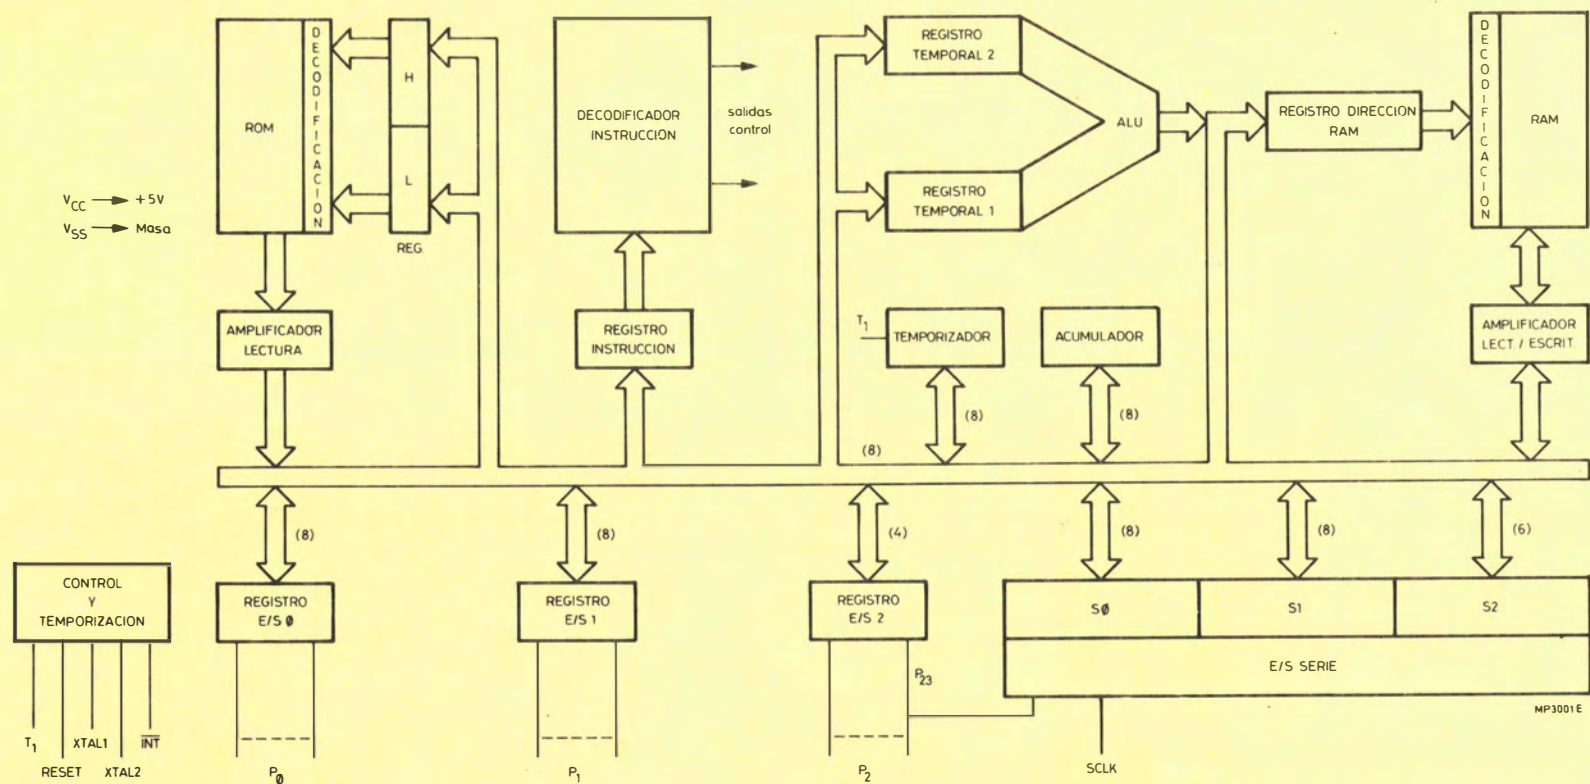 ROM
DECODIFICACION
H
L
REG.
DECODIFICADOR
INSTRUCCION
salidas
control
REGISTRO
TEMPORAL 2
REGISTRO
TEMPORAL 1
ALU
REGISTRO DIRECCION
RAM
DECODIFICACION
RAM
VCC → +5V
VSS → Masa
AMPLIFICADOR
LECTURA
REGISTRO
INSTRUCCION
T1
TEMPORIZADOR
ACUMULADOR
AMPLIFICADOR
LECT. / ESCRIT.
(8)
(8)
(8)
(8)
(8)
(4)
(8)
(8)
(6)
CONTROL
Y
TEMPORIZACION
REGISTRO
E/S 0
REGISTRO
E/S 1
REGISTRO
E/S 2
S0
S1
S2
E/S SERIE
P23
MP3001E
T1
XTAL1
INT
RESET
XTAL2
P0
P1
P2
SCLK